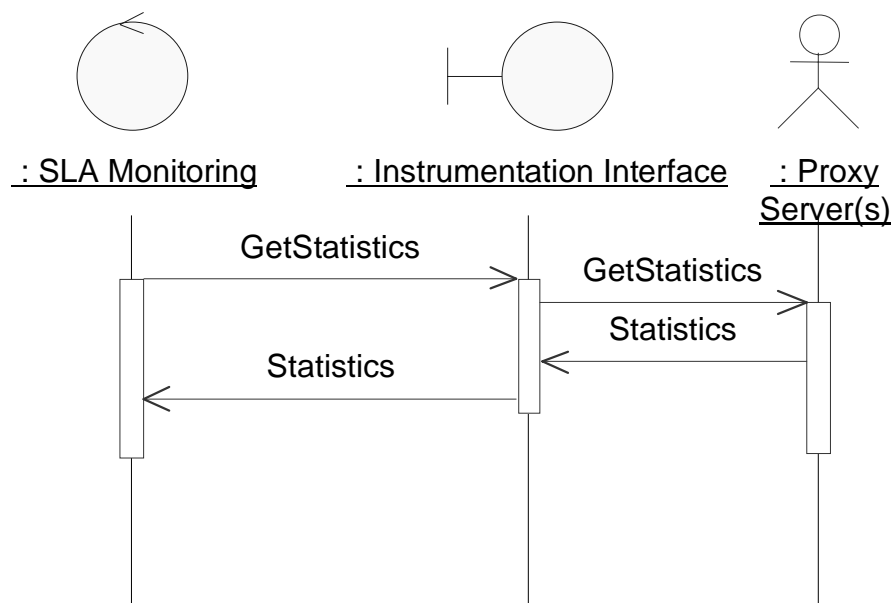 : SLA Monitoring
: Instrumentation Interface
: Proxy
Server(s)
GetStatistics
GetStatistics
Statistics
Statistics